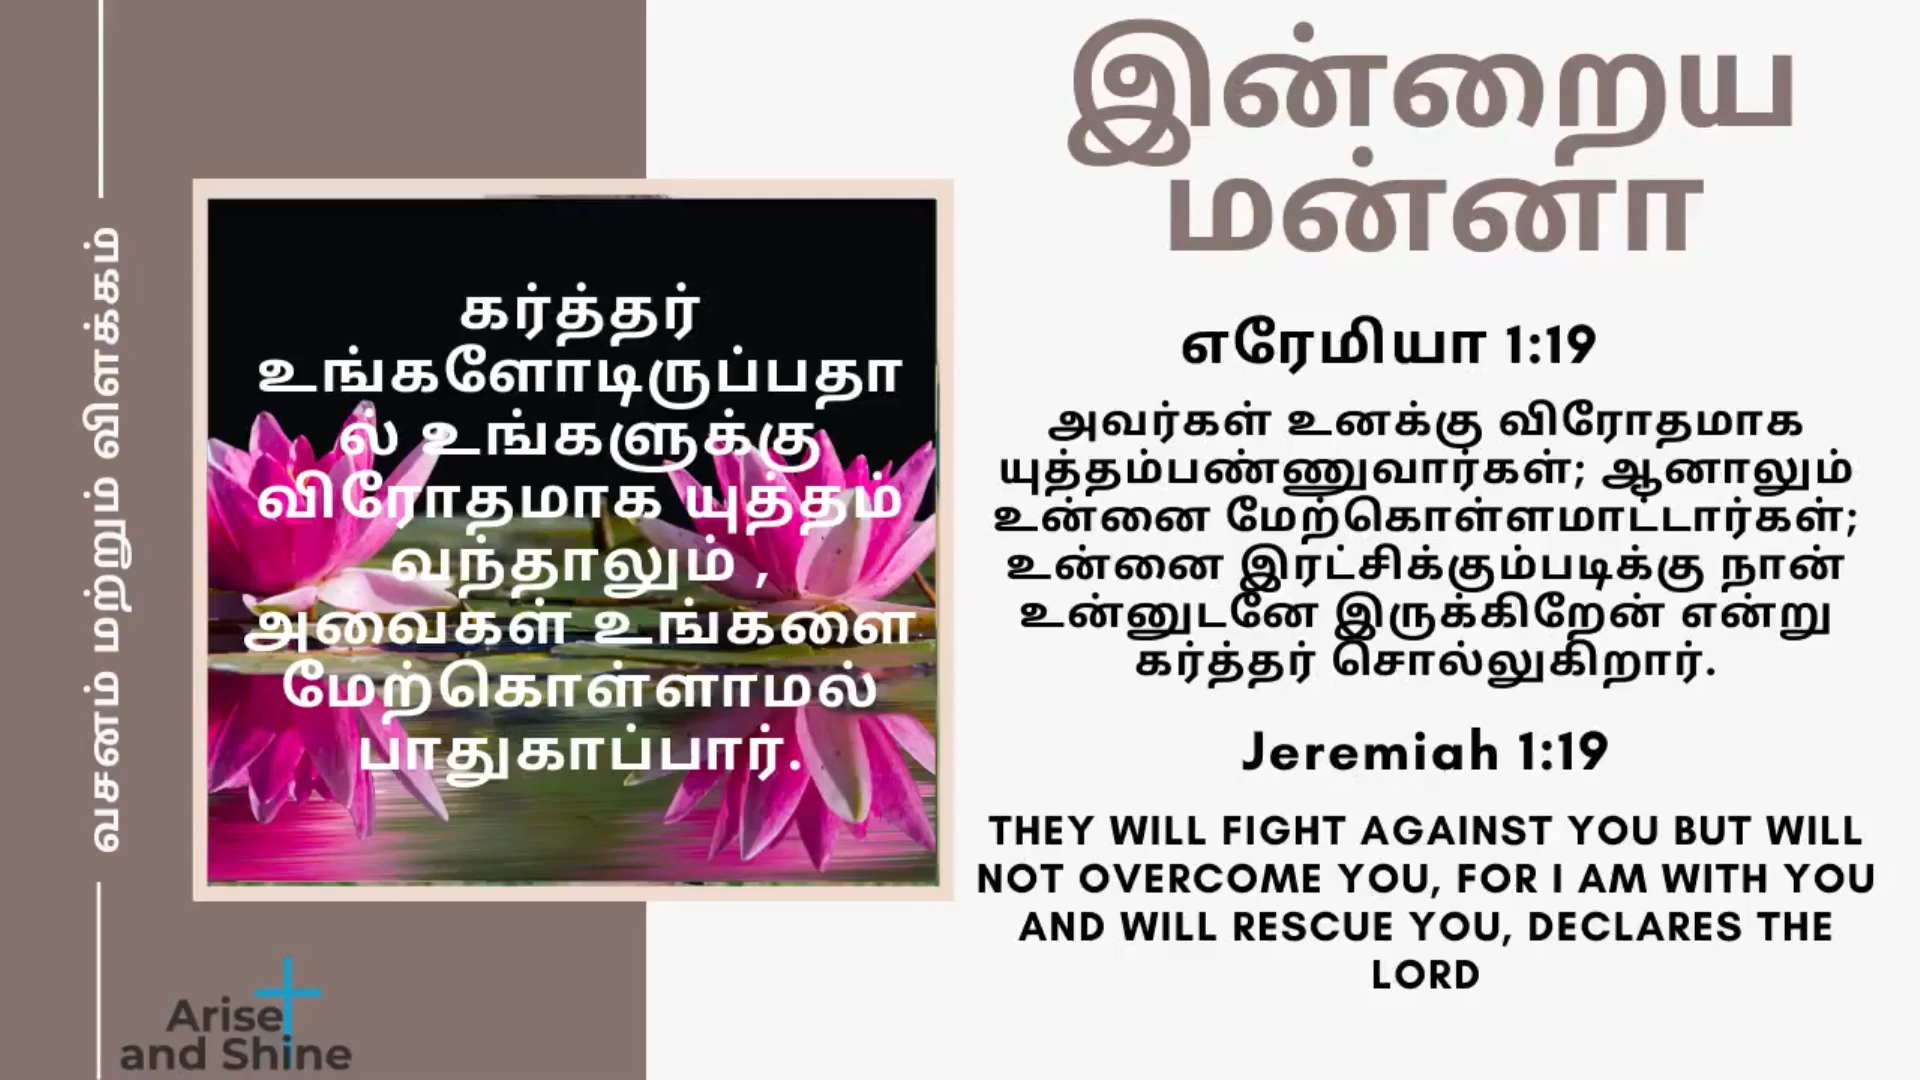 வசனம் மற்றும் விளக்கம்
கர்த்தர்
உங்களோடிருப்பதா
ல் உங்களுக்கு
விரோதமாக யுத்தம்
வந்தாலும் ,
அவைகள் உங்களை
மேற்கொள்ளாமல்
பாதுகாப்பார்.
Arise
and Shine
இன்றைய
மன்னா
எரேமியா 1:19
அவர்கள் உனக்கு விரோதமாக
யுத்தம்பண்ணுவார்கள்; ஆனாலும்
உன்னை மேற்கொள்ளமாட்டார்கள்;
உன்னை இரட்சிக்கும்படிக்கு நான்
உன்னுடனே இருக்கிறேன் என்று
கர்த்தர் சொல்லுகிறார்.
Jeremiah 1:19
THEY WILL FIGHT AGAINST YOU BUT WILL
NOT OVERCOME YOU, FOR I AM WITH YOU
AND WILL RESCUE YOU, DECLARES THE
LORD